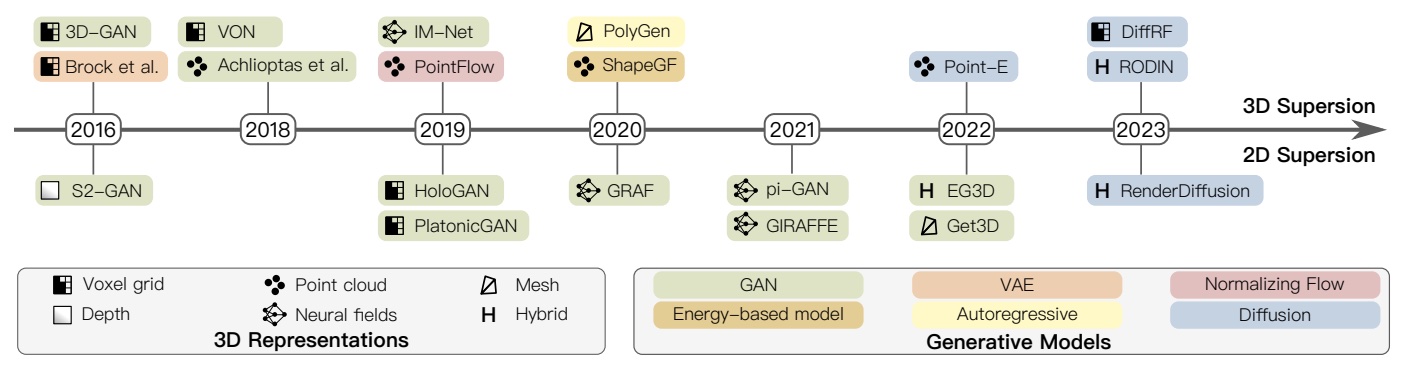 3D-GAN VON IM-Net PolyGen DiffRF
Brock et al. Achlioptas et al. PointFlow ShapeGF Point-E H RODIN
3D Supersion
2016 2018 2019 2020 2021 2022 2023
2D Supersion
S2-GAN HoloGAN GRAF pi-GAN H EG3D H RenderDiffusion
PlatonicGAN GIRAFFE Get3D
Voxel grid Point cloud Mesh
Depth Neural fields H Hybrid
3D Representations
GAN VAE Normalizing Flow
Energy-based model Autoregressive Diffusion
Generative Models